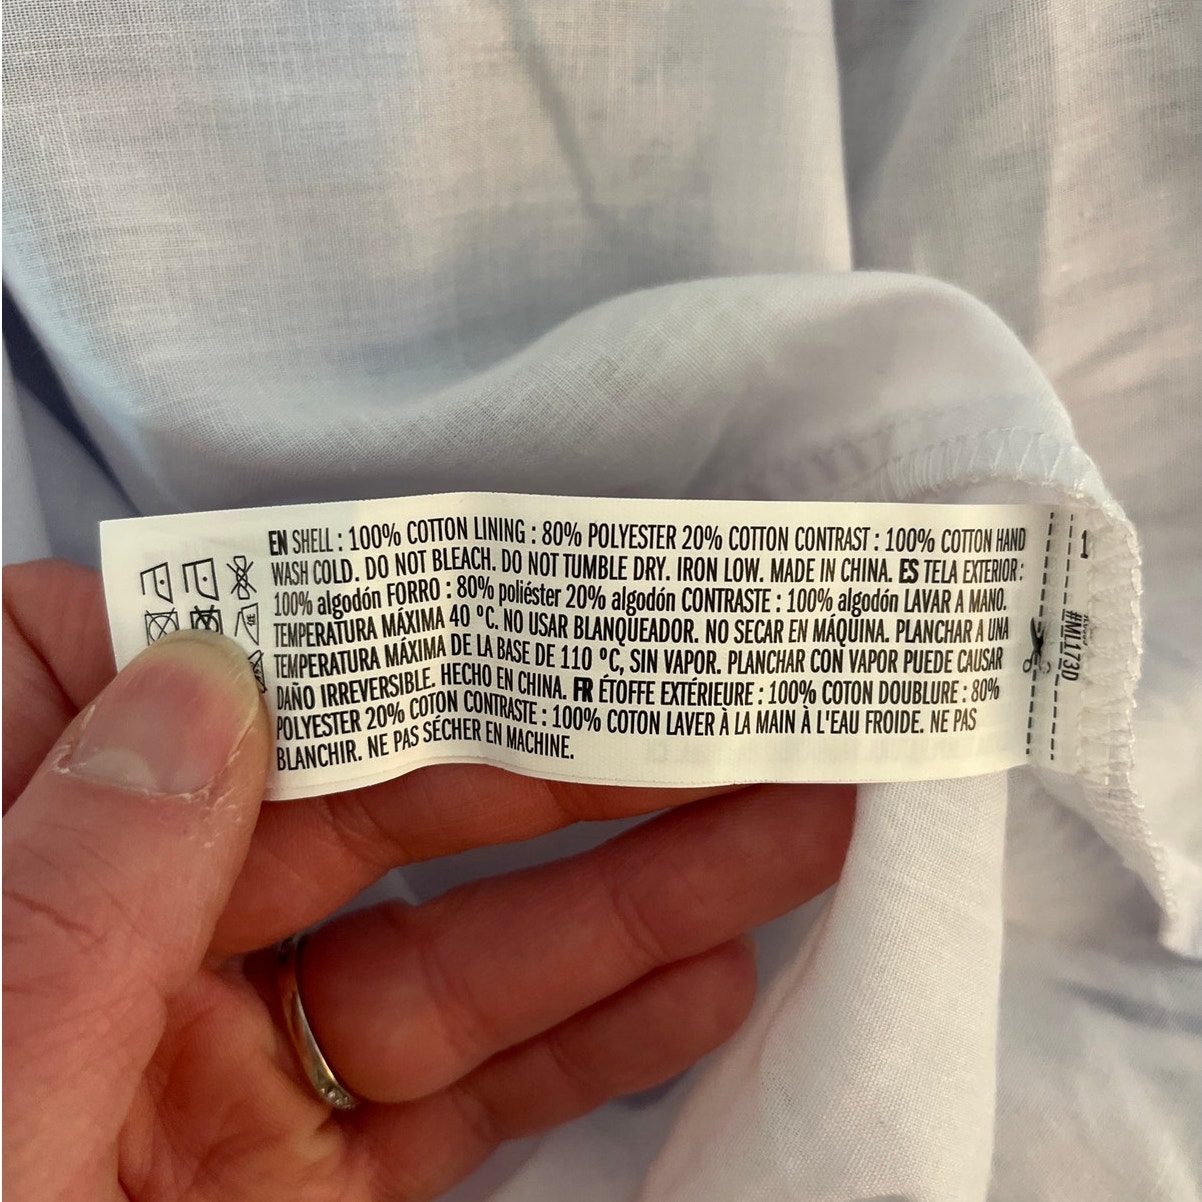 EN SHELL : 100% COTTON LINING : 80% POLYESTER 20% COTTON CONTRAST : 100% COTTON HAND
WASH COLD. DO NOT BLEACH. DO NOT TUMBLE DRY. IRON LOW. MADE IN CHINA. ES TELA EXTERIOR :
100% algodón FORRO : 80% poliéster 20% algodón CONTRASTE : 100% algodón LAVAR A MANO.
TEMPERATURA MÁXIMA 40 °C. NO USAR BLANQUEADOR. NO SECAR EN MÁQUINA. PLANCHAR A UNA
TEMPERATURA MÁXIMA DE LA BASE DE 110 °C, SIN VAPOR. PLANCHAR CON VAPOR PUEDE CAUSAR
DAÑO IRREVERSIBLE. HECHO EN CHINA. FR ÉTOFFE EXTÉRIEURE : 100% COTON DOUBLURE : 80%
POLYESTER 20% COTON CONTRASTE : 100% COTON LAVER À LA MAIN À L'EAU FROIDE. NE PAS
BLANCHIR. NE PAS SÉCHER EN MACHINE.
1
#ML173D